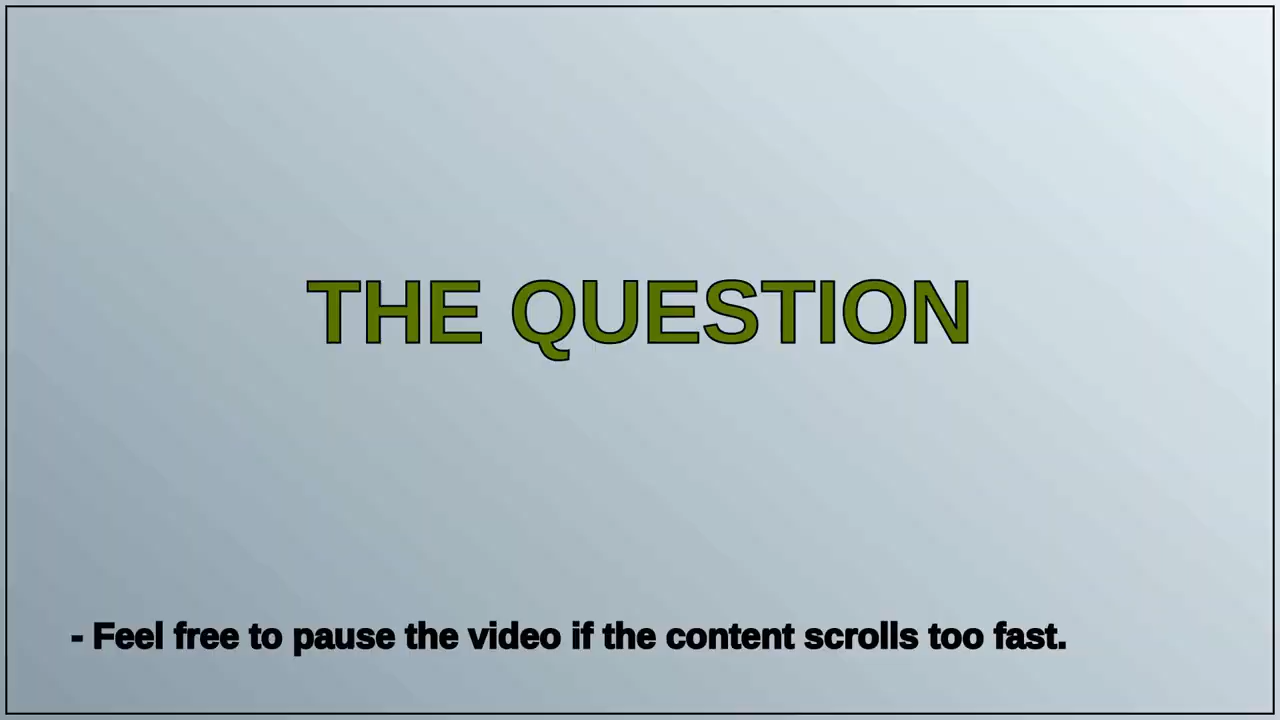 THE QUESTION
- Feel free to pause the video if the content scrolls too fast.